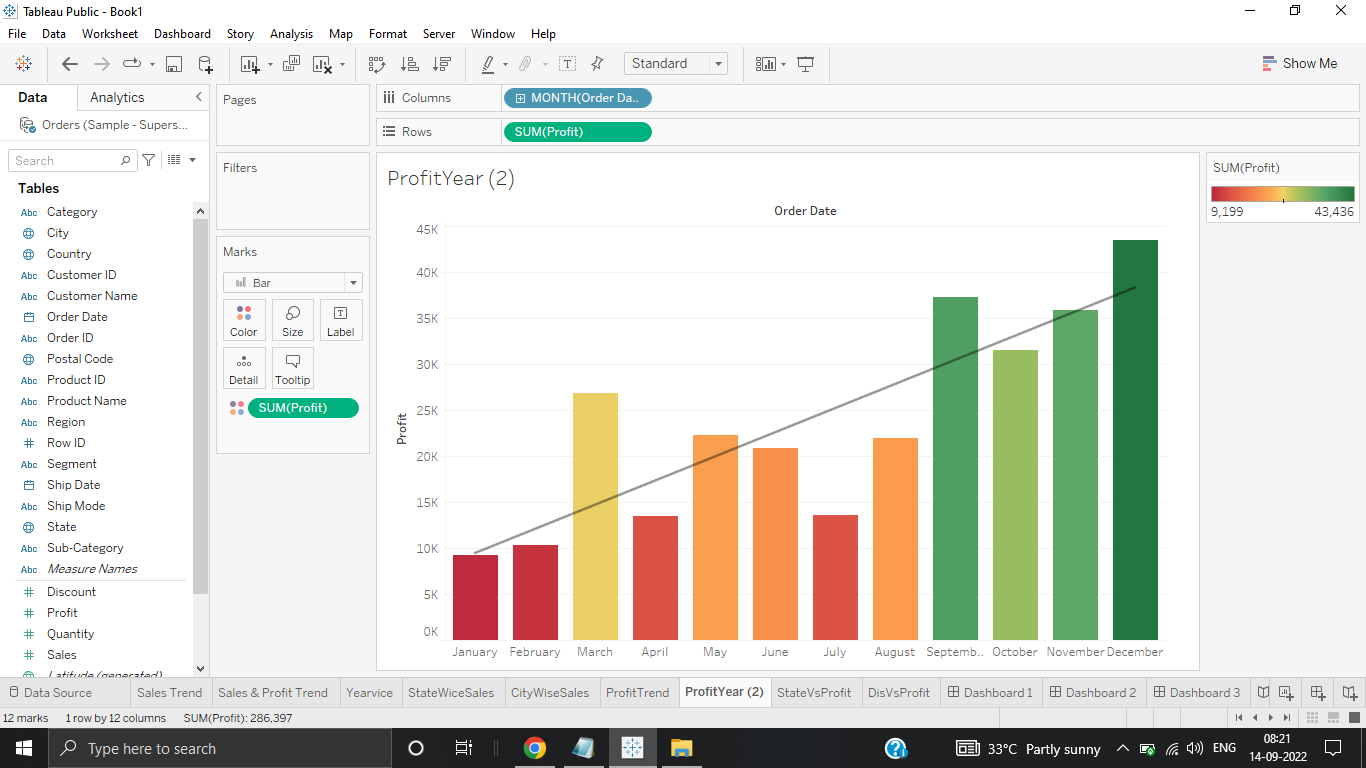 Tableau Public - Book1
File Data Worksheet Dashboard Story Analysis Map Format Server Window Help
Standard
Show Me
Data Analytics
Orders (Sample - Supers...
Search
Tables
Abc Category
City
Country
Abc Customer ID
Abc Customer Name
Order Date
Abc Order ID
Postal Code
Abc Product ID
Abc Product Name
Abc Region
# Row ID
Abc Segment
Ship Date
Abc Ship Mode
State
Abc Sub-Category
Abc Measure Names
# Discount
# Profit
# Quantity
# Sales
Latitude (generated)
Pages
Filters
Marks
Bar
Color Size Label
Detail Tooltip
SUM(Profit)
Columns MONTH(Order Da..
Rows SUM(Profit)
ProfitYear (2)
Order Date
Profit
45K
40K
35K
30K
25K
20K
15K
10K
5K
0K
January February March April May June July August Septemb.. October November December
SUM(Profit)
9,199 43,436
Data Source Sales Trend Sales & Profit Trend Yearvice StateWiceSales CityWiseSales ProfitTrend ProfitYear (2) StateVsProfit DisVsProfit Dashboard 1 Dashboard 2 Dashboard 3
12 marks 1 row by 12 columns SUM(Profit): 286,397
Type here to search
33°C Partly sunny ENG
08:21
14-09-2022